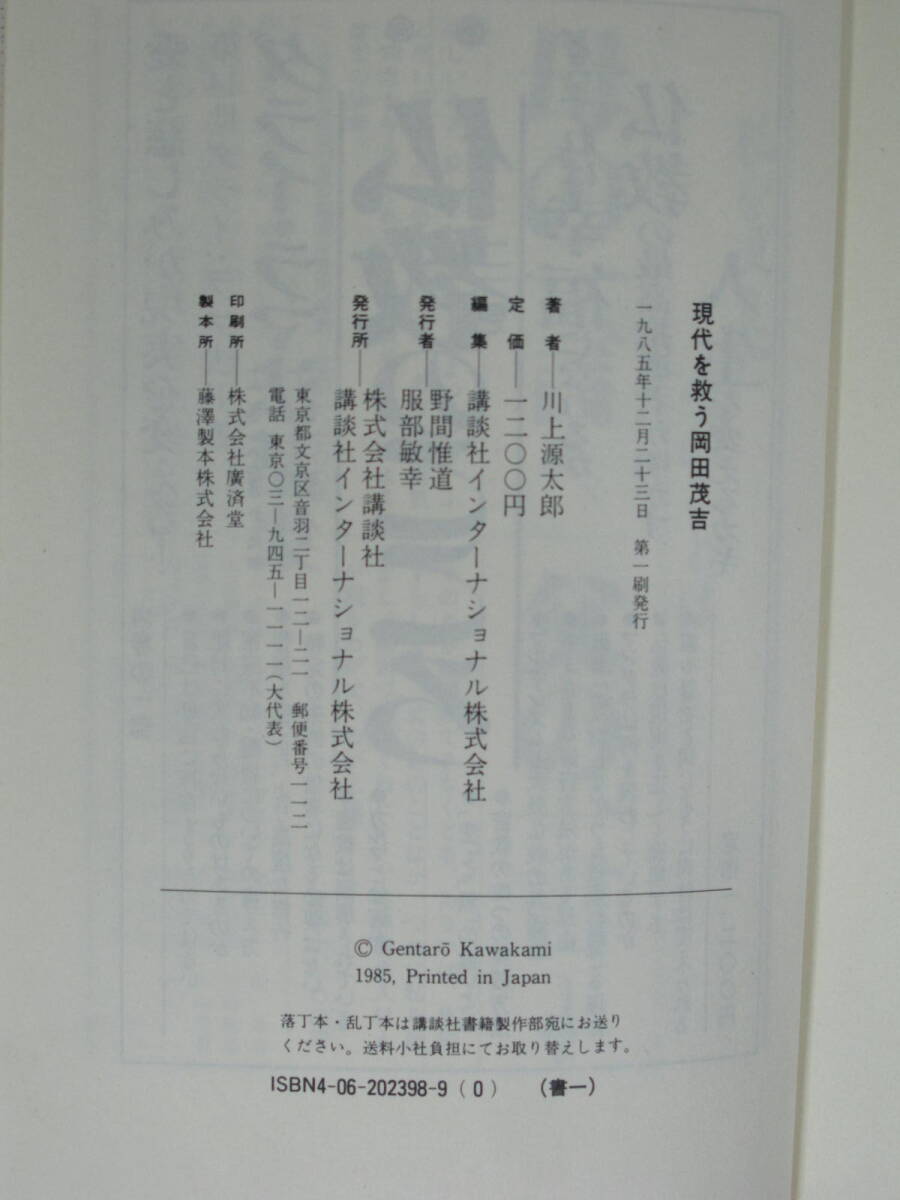 現代を救う岡田茂吉
一九八五年十二月二十三日　第一刷発行
著者——川上源太郎
定価——一二〇〇円
編集——講談社インターナショナル株式会社
発行者——野間惟道
服部敏幸
発行所——株式会社講談社
講談社インターナショナル株式会社
東京都文京区音羽二丁目一二—二一　郵便番号一一二
電話　東京〇三—九四五—一一一一（大代表）
印刷所——株式会社廣済堂
製本所——藤澤製本株式会社
© Gentarō Kawakami
1985, Printed in Japan
落丁本・乱丁本は講談社書籍製作部宛にお送り
ください。送料小社負担にてお取り替えします。
ISBN4-06-202398-9（0）　（書一）